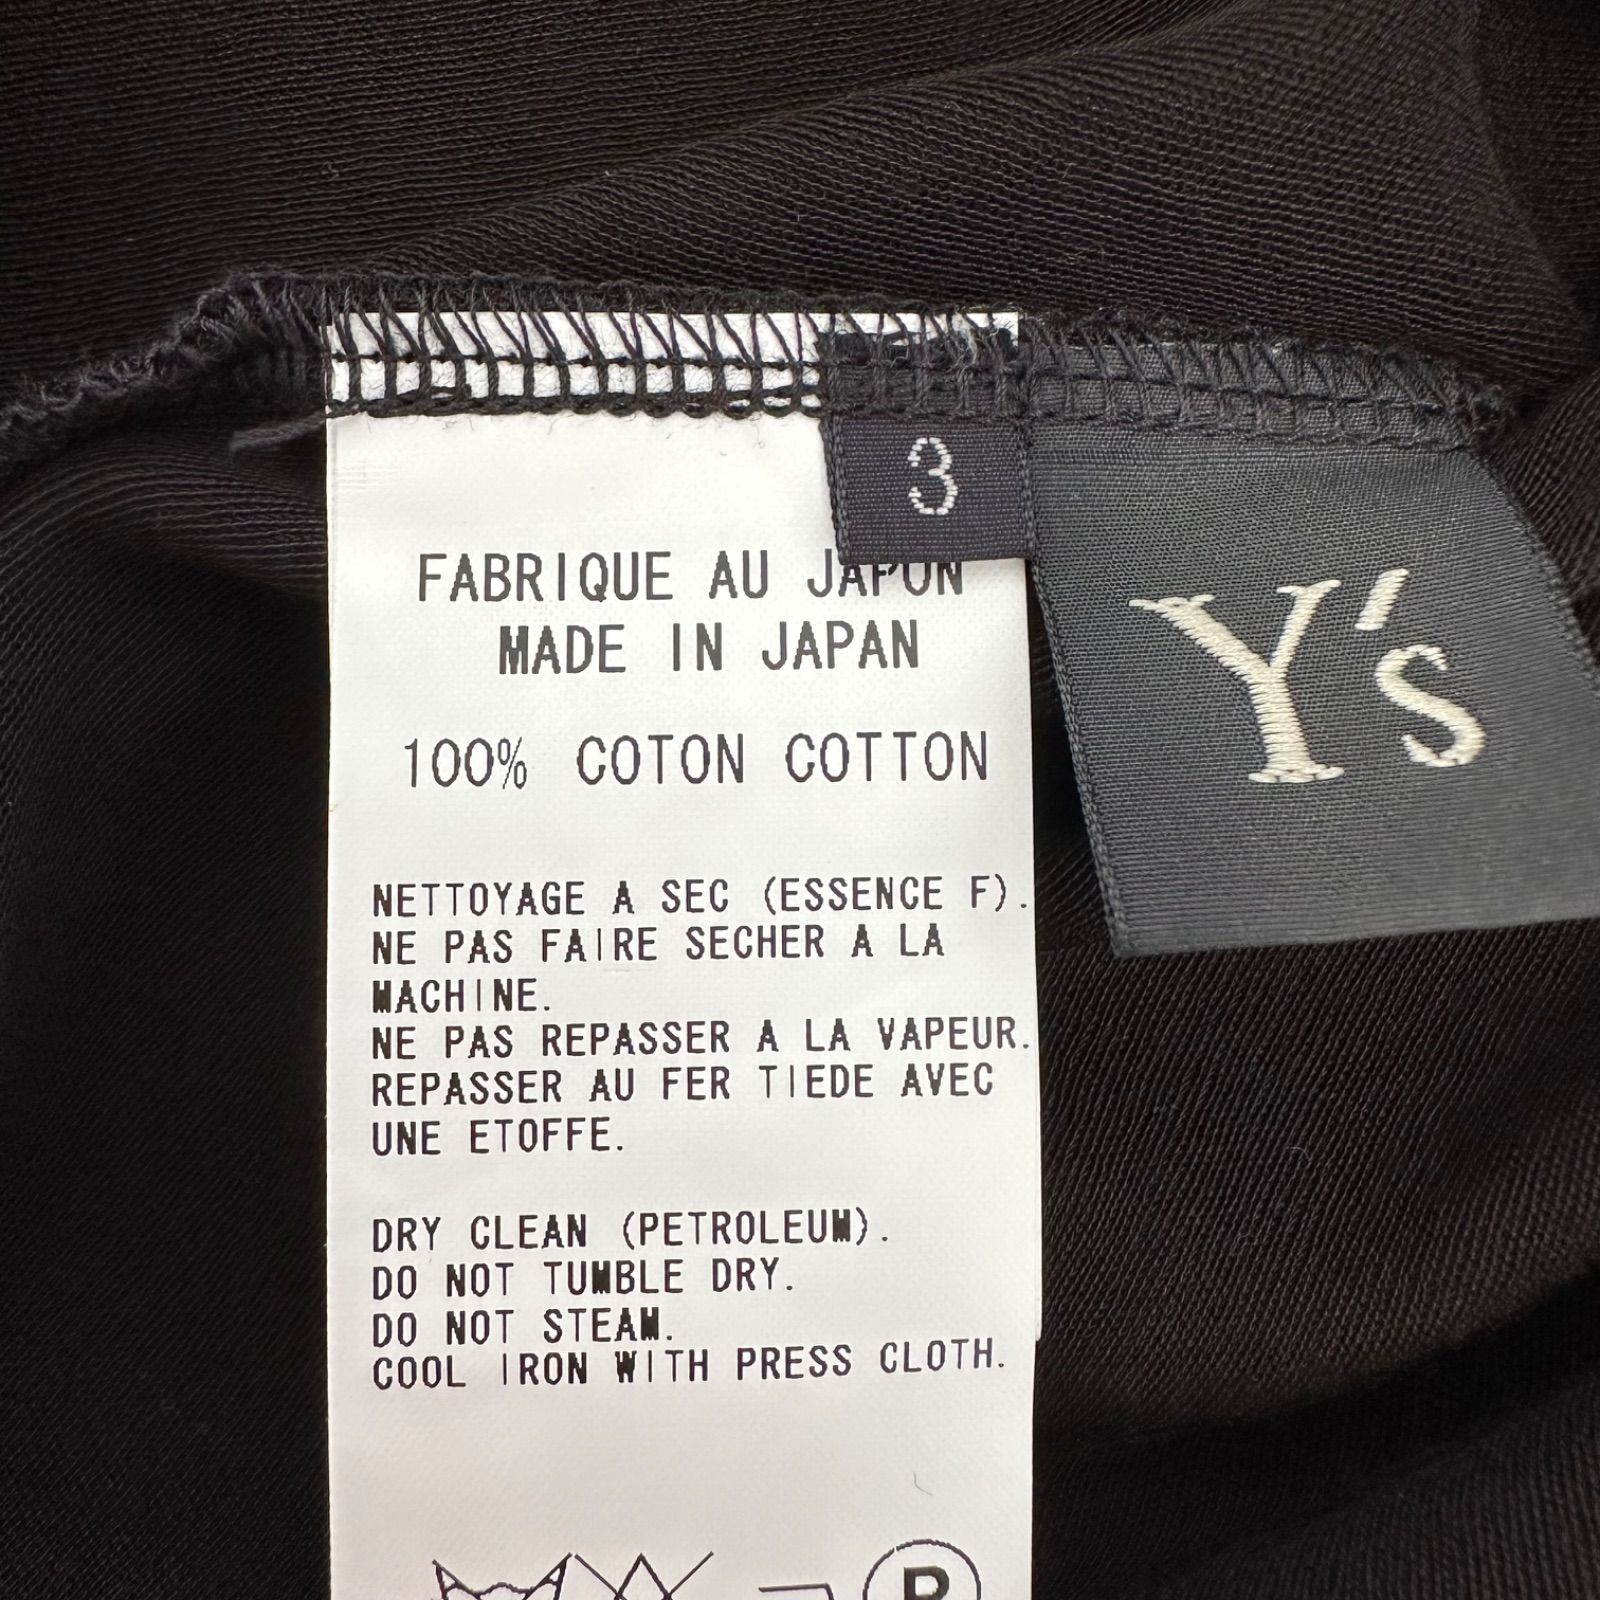 3
Y's
FABRIQUE AU JAPON
MADE IN JAPAN
100% COTON COTTON
NETTOYAGE A SEC (ESSENCE F).
NE PAS FAIRE SECHER A LA
MACHINE.
NE PAS REPASSER A LA VAPEUR.
REPASSER AU FER TIEDE AVEC
UNE ETOFFE.
DRY CLEAN (PETROLEUM).
DO NOT TUMBLE DRY.
DO NOT STEAM.
COOL IRON WITH PRESS CLOTH.
P